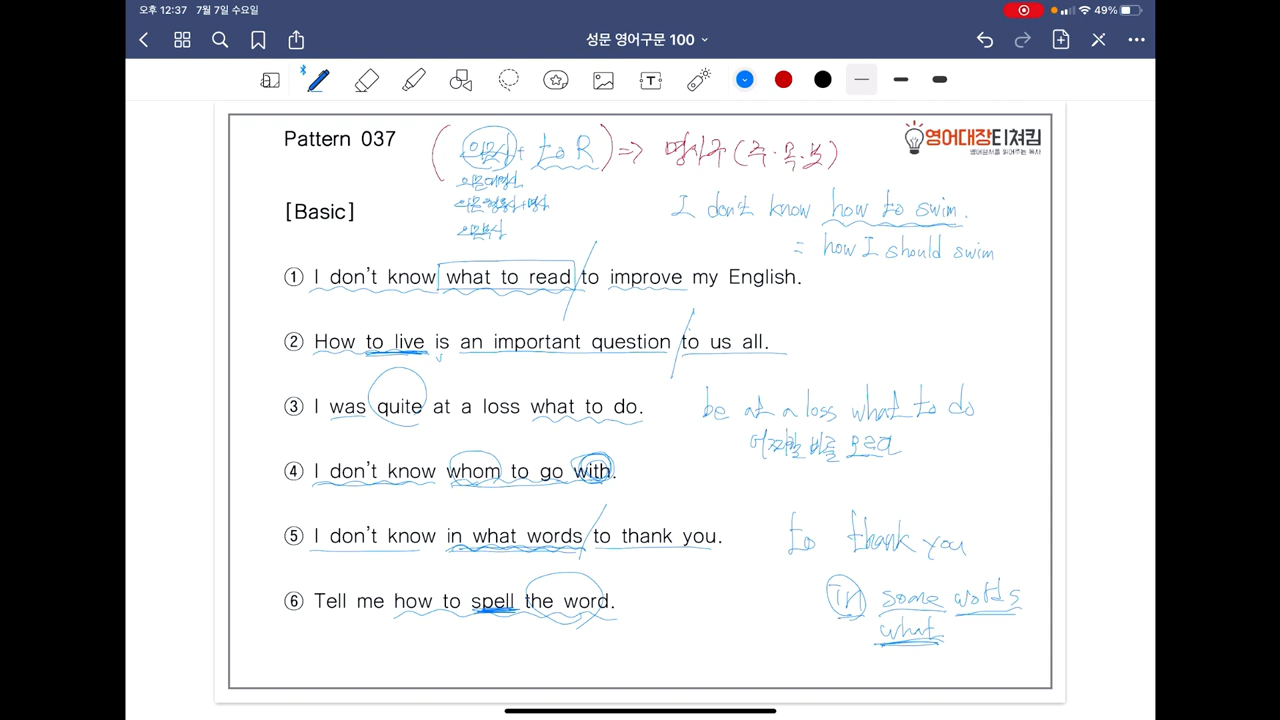 오후 12:37 7월 7일 수요일
49%
성문 영어구문 100
Pattern 037
(의문사 + to R) ⇒ 명사구 (주·목·보)
영어대장티쳐킴
의문대명사
의문형용사+명사
의문부사
[Basic]
I don't know how to swim.
= how I should swim
① I don't know what to read / to improve my English.
② How to live is an important question / to us all.
③ I was quite at a loss what to do.
be at a loss what to do
어찌할 바를 모르다
④ I don't know whom to go with.
⑤ I don't know in what words / to thank you.
to thank you
⑥ Tell me how to spell the word.
in some words
what